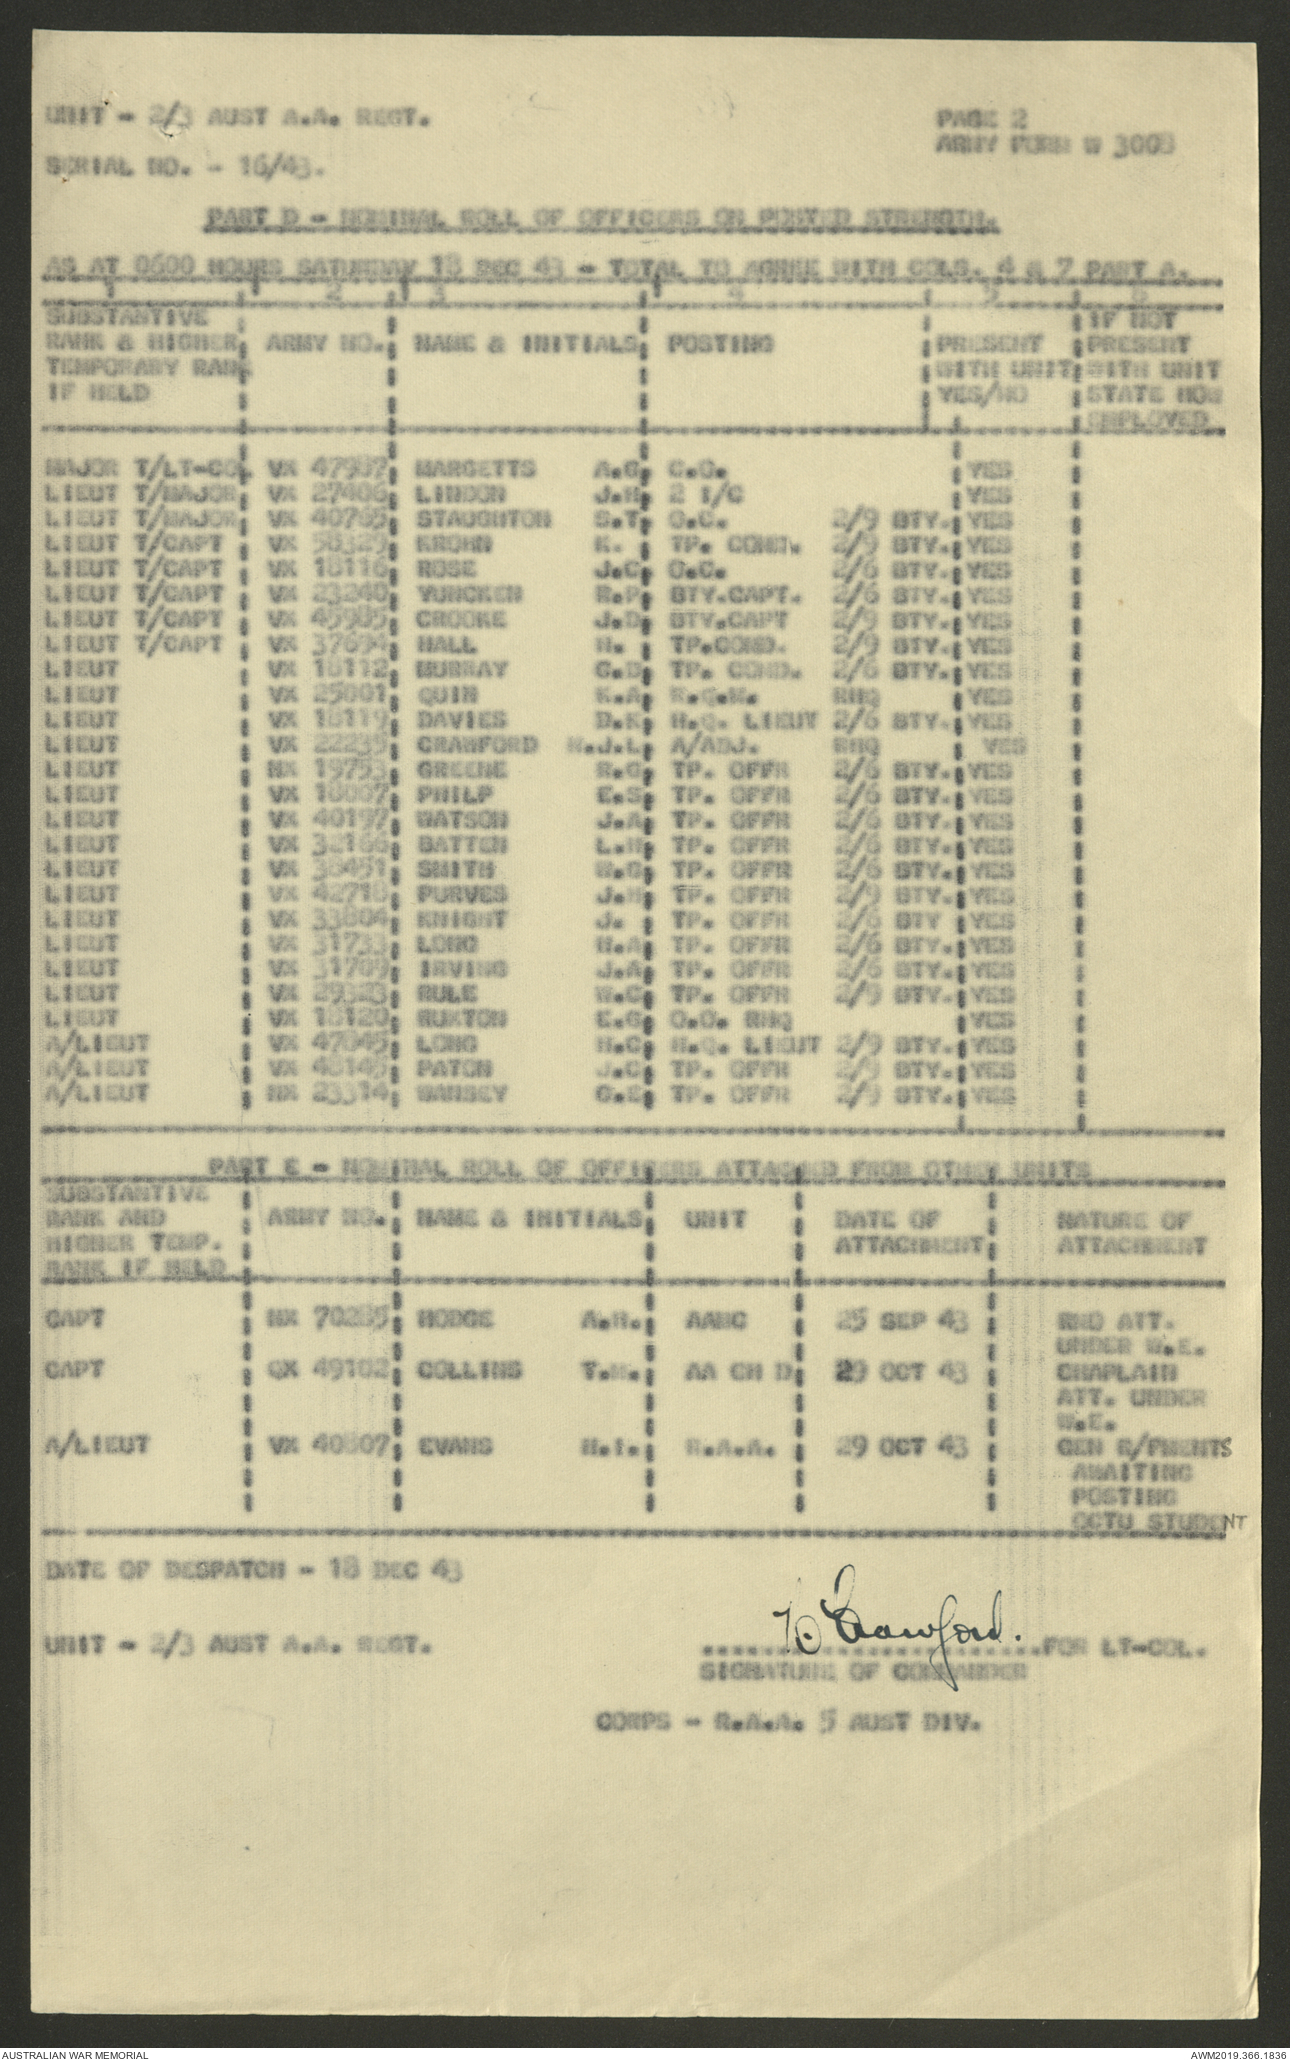 UNIT - 2/3 AUST A.A. REGT. PAGE 2
ARMY FORM W 3008
SERIAL NO. - 16/43.
PART D - NOMINAL ROLL OF OFFICERS ON POSTED STRENGTH.
AS AT 0600 HOURS SATURDAY 18 DEC 43 - TOTAL TO AGREE WITH COLS. 4 & 7 PART A.
1 2 3 4 5 6
SUBSTANTIVE IF NOT
RANK & HIGHER ARMY NO. NAME & INITIALS POSTING PRESENT PRESENT
TEMPORARY RANK WITH UNIT WITH UNIT
IF HELD YES/NO STATE HOW
EMPLOYED
MAJOR T/LT-COL VX 47987 MARGETTS A.G. C.O. YES
LIEUT T/MAJOR VX 27406 LINDON J.H. 2 I/C YES
LIEUT T/MAJOR VX 40785 STAUGHTON S.T. O.C. 2/9 BTY. YES
LIEUT T/CAPT VX 58329 KROHN K. TP. COMD. 2/9 BTY. YES
LIEUT T/CAPT VX 18116 ROSE J.C. O.C. 2/6 BTY. YES
LIEUT T/CAPT VX 23240 YUNCKEN R.P. BTY.CAPT. 2/6 BTY. YES
LIEUT T/CAPT VX 45985 CROOKE J.D. BTY.CAPT 2/9 BTY. YES
LIEUT T/CAPT VX 37694 HALL H. TP.COMD. 2/9 BTY. YES
LIEUT VX 18112 MURRAY G.D. TP. COMD. 2/6 BTY. YES
LIEUT VX 25001 QUIN K.A. R.Q.M. RHQ YES
LIEUT VX 18119 DAVIES D.K. H.Q. LIEUT 2/6 BTY. YES
LIEUT VX 22239 CRAWFORD N.J.L. A/ADJ. RHQ YES
LIEUT NX 19753 GREENE R.G. TP. OFFR 2/6 BTY. YES
LIEUT VX 18007 PHILP E.S. TP. OFFR 2/6 BTY. YES
LIEUT VX 40197 WATSON J.A. TP. OFFR 2/6 BTY. YES
LIEUT VX 32166 BATTEN L.H. TP. OFFR 2/6 BTY. YES
LIEUT VX 38451 SMITH W.G. TP. OFFR 2/6 BTY. YES
LIEUT VX 42718 PURVES J.H. TP. OFFR 2/9 BTY. YES
LIEUT VX 33804 KNIGHT J. TP. OFFR 2/6 BTY YES
LIEUT VX 31733 LONG H.A. TP. OFFR 2/6 BTY. YES
LIEUT VX 31789 IRVING J.A. TP. OFFR 2/6 BTY. YES
LIEUT VX 29323 RULE W.C. TP. OFFR 2/9 BTY. YES
LIEUT VX 18120 RUXTON E.G. O.O. RHQ YES
A/LIEUT VX 47845 LONG H.C. H.Q. LIEUT 2/9 BTY. YES
A/LIEUT VX 48145 PATON J.C. TP. OFFR 2/9 BTY. YES
A/LIEUT NX 23314 RAMSEY G.E. TP. OFFR 2/9 BTY. YES
PART E - NOMINAL ROLL OF OFFICERS ATTACHED FROM OTHER UNITS
SUBSTANTIVE
RANK AND ARMY NO. NAME & INITIALS UNIT DATE OF NATURE OF
HIGHER TEMP. ATTACHMENT ATTACHMENT
RANK IF HELD
CAPT NX 70285 HODGE A.H. AAMC 25 SEP 43 RMO ATT.
UNDER W.E.
CAPT QX 49102 COLLINS T.M. AA CH D 29 OCT 43 CHAPLAIN
ATT. UNDER
W.E.
A/LIEUT VX 40807 EVANS H.I. R.A.A. 29 OCT 43 GEN R/FMENTS
AWAITING
POSTING
OCTU STUDENT
DATE OF DESPATCH - 18 DEC 43
UNIT - 2/3 AUST A.A. REGT. Crawford. FOR LT-COL.
SIGNATURE OF COMMANDER
CORPS - R.A.A. 5 AUST DIV.
AUSTRALIAN WAR MEMORIAL AWM2019.366.1836